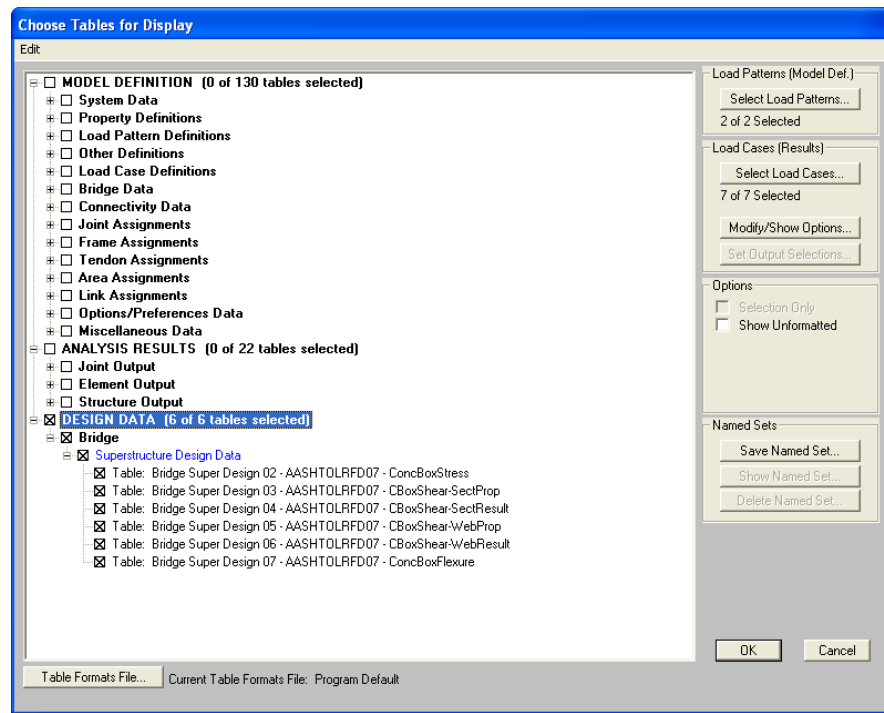 Choose Tables for Display
Edit
MODEL DEFINITION (0 of 130 tables selected)
System Data
Property Definitions
Load Pattern Definitions
Other Definitions
Load Case Definitions
Bridge Data
Connectivity Data
Joint Assignments
Frame Assignments
Tendon Assignments
Area Assignments
Link Assignments
Options/Preferences Data
Miscellaneous Data
ANALYSIS RESULTS (0 of 22 tables selected)
Joint Output
Element Output
Structure Output
DESIGN DATA (6 of 6 tables selected)
Bridge
Superstructure Design Data
Table: Bridge Super Design 02 - AASHTOLRFD07 - ConcBoxStress
Table: Bridge Super Design 03 - AASHTOLRFD07 - CBoxShear-SectProp
Table: Bridge Super Design 04 - AASHTOLRFD07 - CBoxShear-SectResult
Table: Bridge Super Design 05 - AASHTOLRFD07 - CBoxShear-WebProp
Table: Bridge Super Design 06 - AASHTOLRFD07 - CBoxShear-WebResult
Table: Bridge Super Design 07 - AASHTOLRFD07 - ConcBoxFlexure
Load Patterns (Model Def.)
Select Load Patterns...
2 of 2 Selected
Load Cases (Results)
Select Load Cases...
7 of 7 Selected
Modify/Show Options...
Set Output Selections...
Options
Selection Only
Show Unformatted
Named Sets
Save Named Set...
Show Named Set...
Delete Named Set...
OK
Cancel
Table Formats File...
Current Table Formats File: Program Default